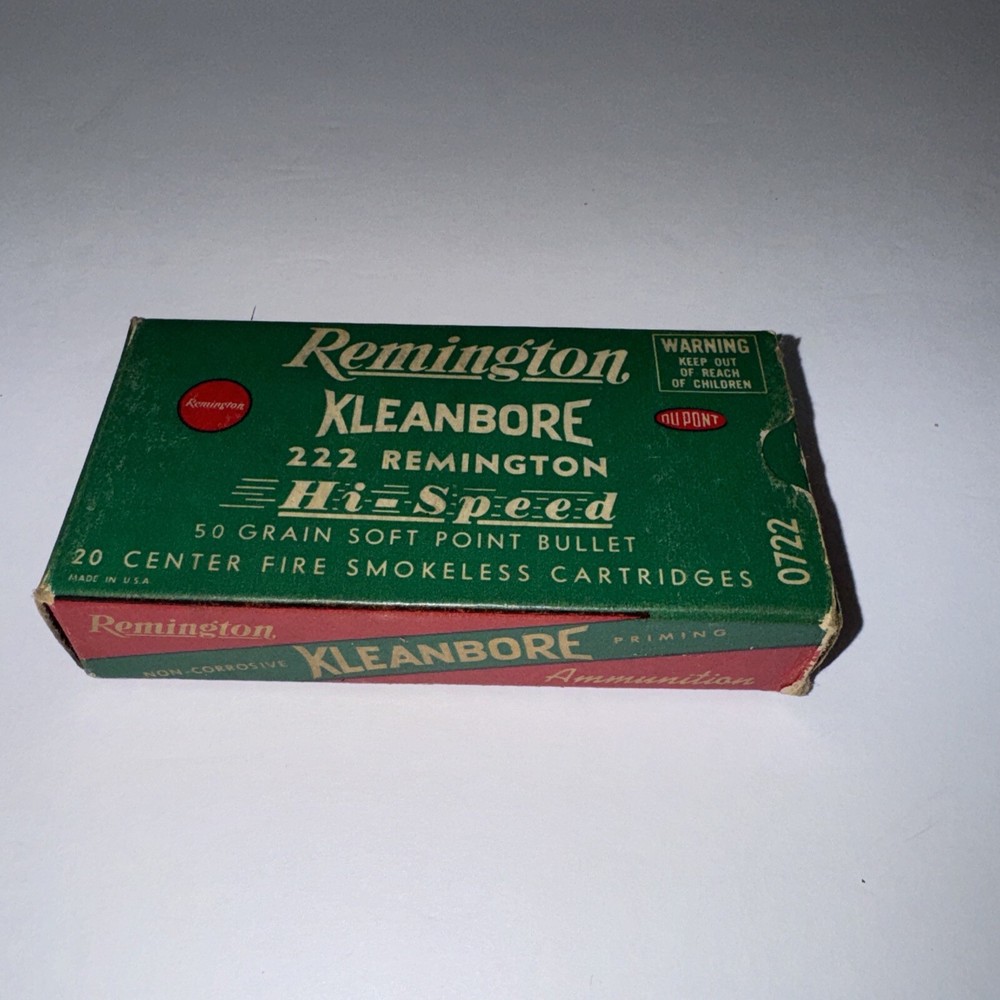 Remington
WARNING
KEEP OUT
OF REACH
OF CHILDREN
Remington
KLEANBORE
DU PONT
222 REMINGTON
Hi-Speed
50 GRAIN SOFT POINT BULLET
20 CENTER FIRE SMOKELESS CARTRIDGES
MADE IN U.S.A.
0722
Remington
NON-CORROSIVE KLEANBORE PRIMING
Ammunition